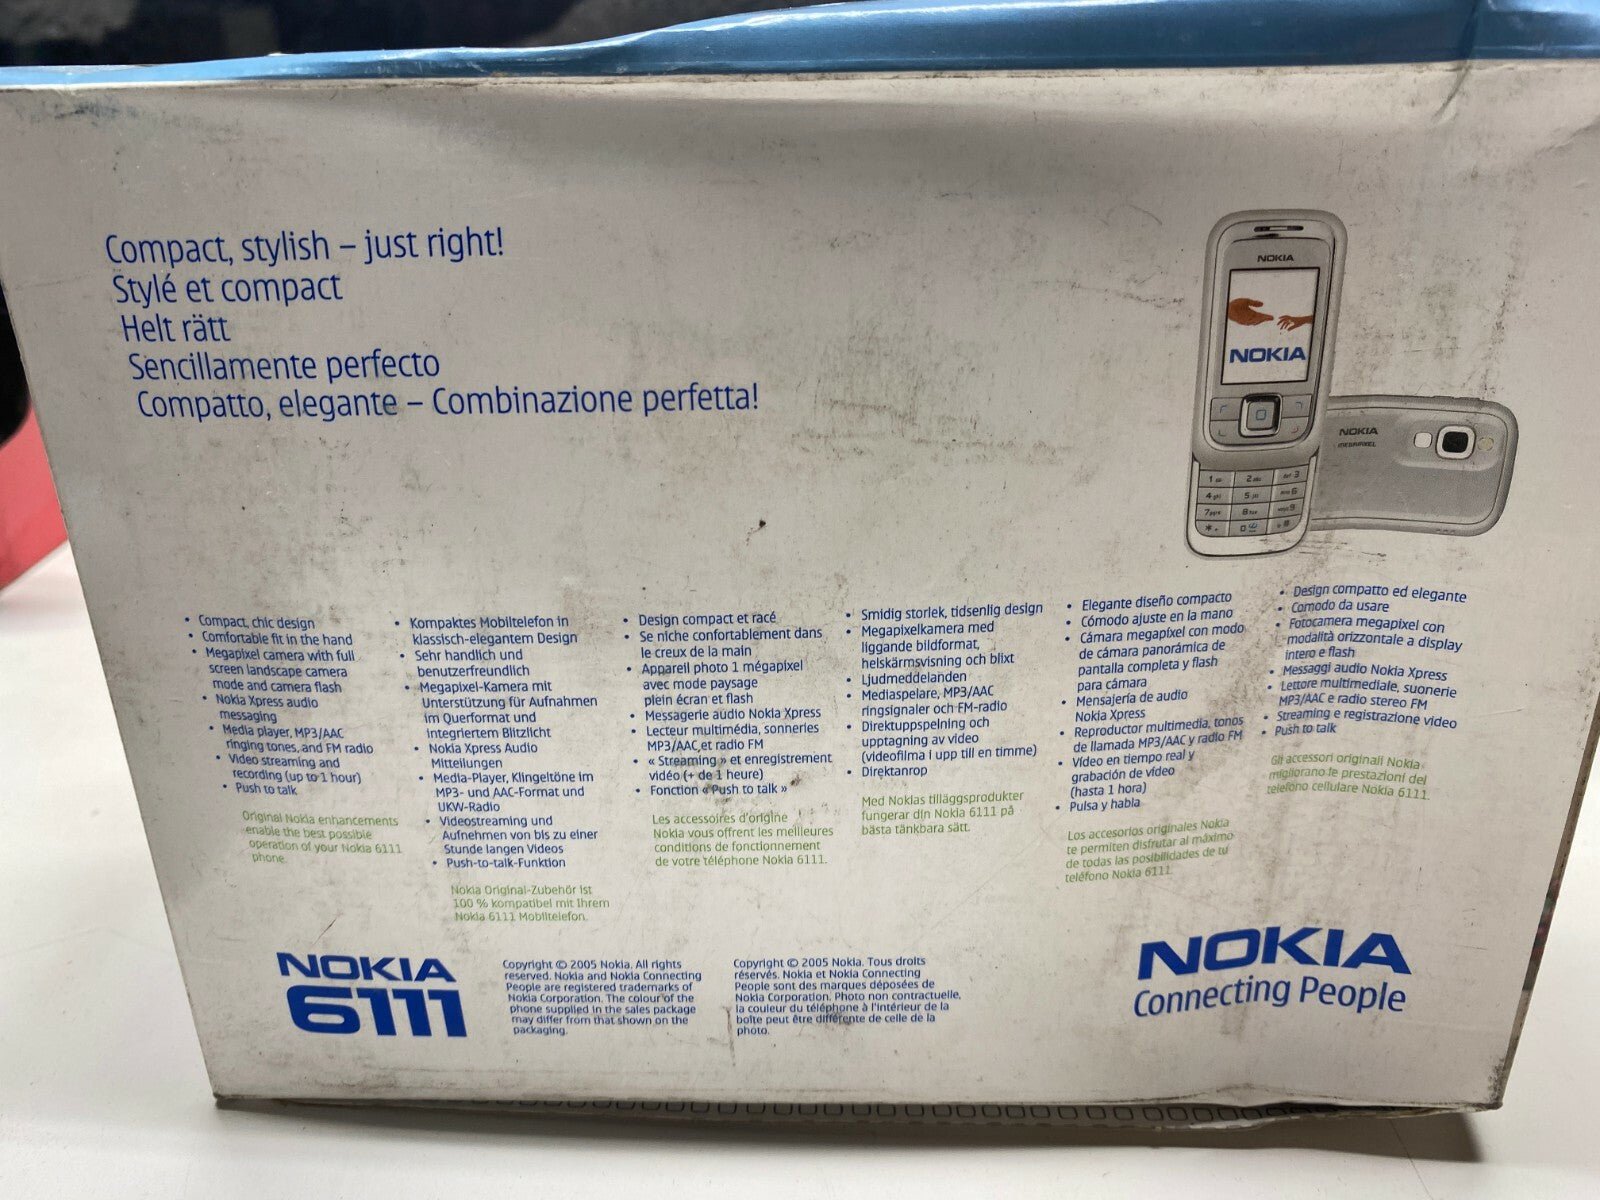 Compact, stylish – just right!
Stylé et compact
Helt rätt
Sencillamente perfecto
Compatto, elegante – Combinazione perfetta!
NOKIA
NOKIA
NOKIA
MEGAPIXEL
• Compact, chic design
• Comfortable fit in the hand
• Megapixel camera with full
screen landscape camera
mode and camera flash
• Nokia Xpress audio
messaging
• Media player, MP3/AAC
ringing tones, and FM radio
• Video streaming and
recording (up to 1 hour)
• Push to talk
Original Nokia enhancements
enable the best possible
operation of your Nokia 6111
phone.
• Kompaktes Mobiltelefon in
klassisch-elegantem Design
• Sehr handlich und
benutzerfreundlich
• Megapixel-Kamera mit
Unterstützung für Aufnahmen
im Querformat und
integriertem Blitzlicht
• Nokia Xpress Audio
Mitteilungen
• Media-Player, Klingeltöne im
MP3- und AAC-Format und
UKW-Radio
• Videostreaming und
Aufnehmen von bis zu einer
Stunde langen Videos
• Push-to-talk-Funktion
Nokia Original-Zubehör ist
100 % kompatibel mit Ihrem
Nokia 6111 Mobiltelefon.
• Design compact et racé
• Se niche confortablement dans
le creux de la main
• Appareil photo 1 mégapixel
avec mode paysage
plein écran et flash
• Messagerie audio Nokia Xpress
• Lecteur multimédia, sonneries
MP3/AAC et radio FM
• « Streaming » et enregistrement
vidéo (+ de 1 heure)
• Fonction « Push to talk »
Les accessoires d'origine
Nokia vous offrent les meilleures
conditions de fonctionnement
de votre téléphone Nokia 6111.
• Smidig storlek, tidsenlig design
• Megapixelkamera med
liggande bildformat,
helskärmsvisning och blixt
• Ljudmeddelanden
• Mediaspelare, MP3/AAC
ringsignaler och FM-radio
• Direktuppspelning och
upptagning av video
(videofilma i upp till en timme)
• Direktanrop
Med Nokias tilläggsprodukter
fungerar din Nokia 6111 på
bästa tänkbara sätt.
• Elegante diseño compacto
• Cómodo ajuste en la mano
• Cámara megapíxel con modo
de cámara panorámica de
pantalla completa y flash
para cámara
• Mensajería de audio
Nokia Xpress
• Reproductor multimedia, tonos
de llamada MP3/AAC y radio FM
• Vídeo en tiempo real y
grabación de vídeo
(hasta 1 hora)
• Pulsa y habla
Los accesorios originales Nokia
te permiten disfrutar al máximo
de todas las posibilidades de tu
teléfono Nokia 6111.
• Design compatto ed elegante
• Comodo da usare
• Fotocamera megapixel con
modalità orizzontale a display
intero e flash
• Messaggi audio Nokia Xpress
• Lettore multimediale, suonerie
MP3/AAC e radio stereo FM
• Streaming e registrazione video
• Push to talk
Gli accessori originali Nokia
migliorano le prestazioni del
telefono cellulare Nokia 6111.
NOKIA
6111
Copyright © 2005 Nokia. All rights
reserved. Nokia and Nokia Connecting
People are registered trademarks of
Nokia Corporation. The colour of the
phone supplied in the sales package
may differ from that shown on the
packaging.
Copyright © 2005 Nokia. Tous droits
réservés. Nokia et Nokia Connecting
People sont des marques déposées de
Nokia Corporation. Photo non contractuelle,
la couleur du téléphone à l'intérieur de la
boîte peut être différente de celle de la
photo.
NOKIA
Connecting People